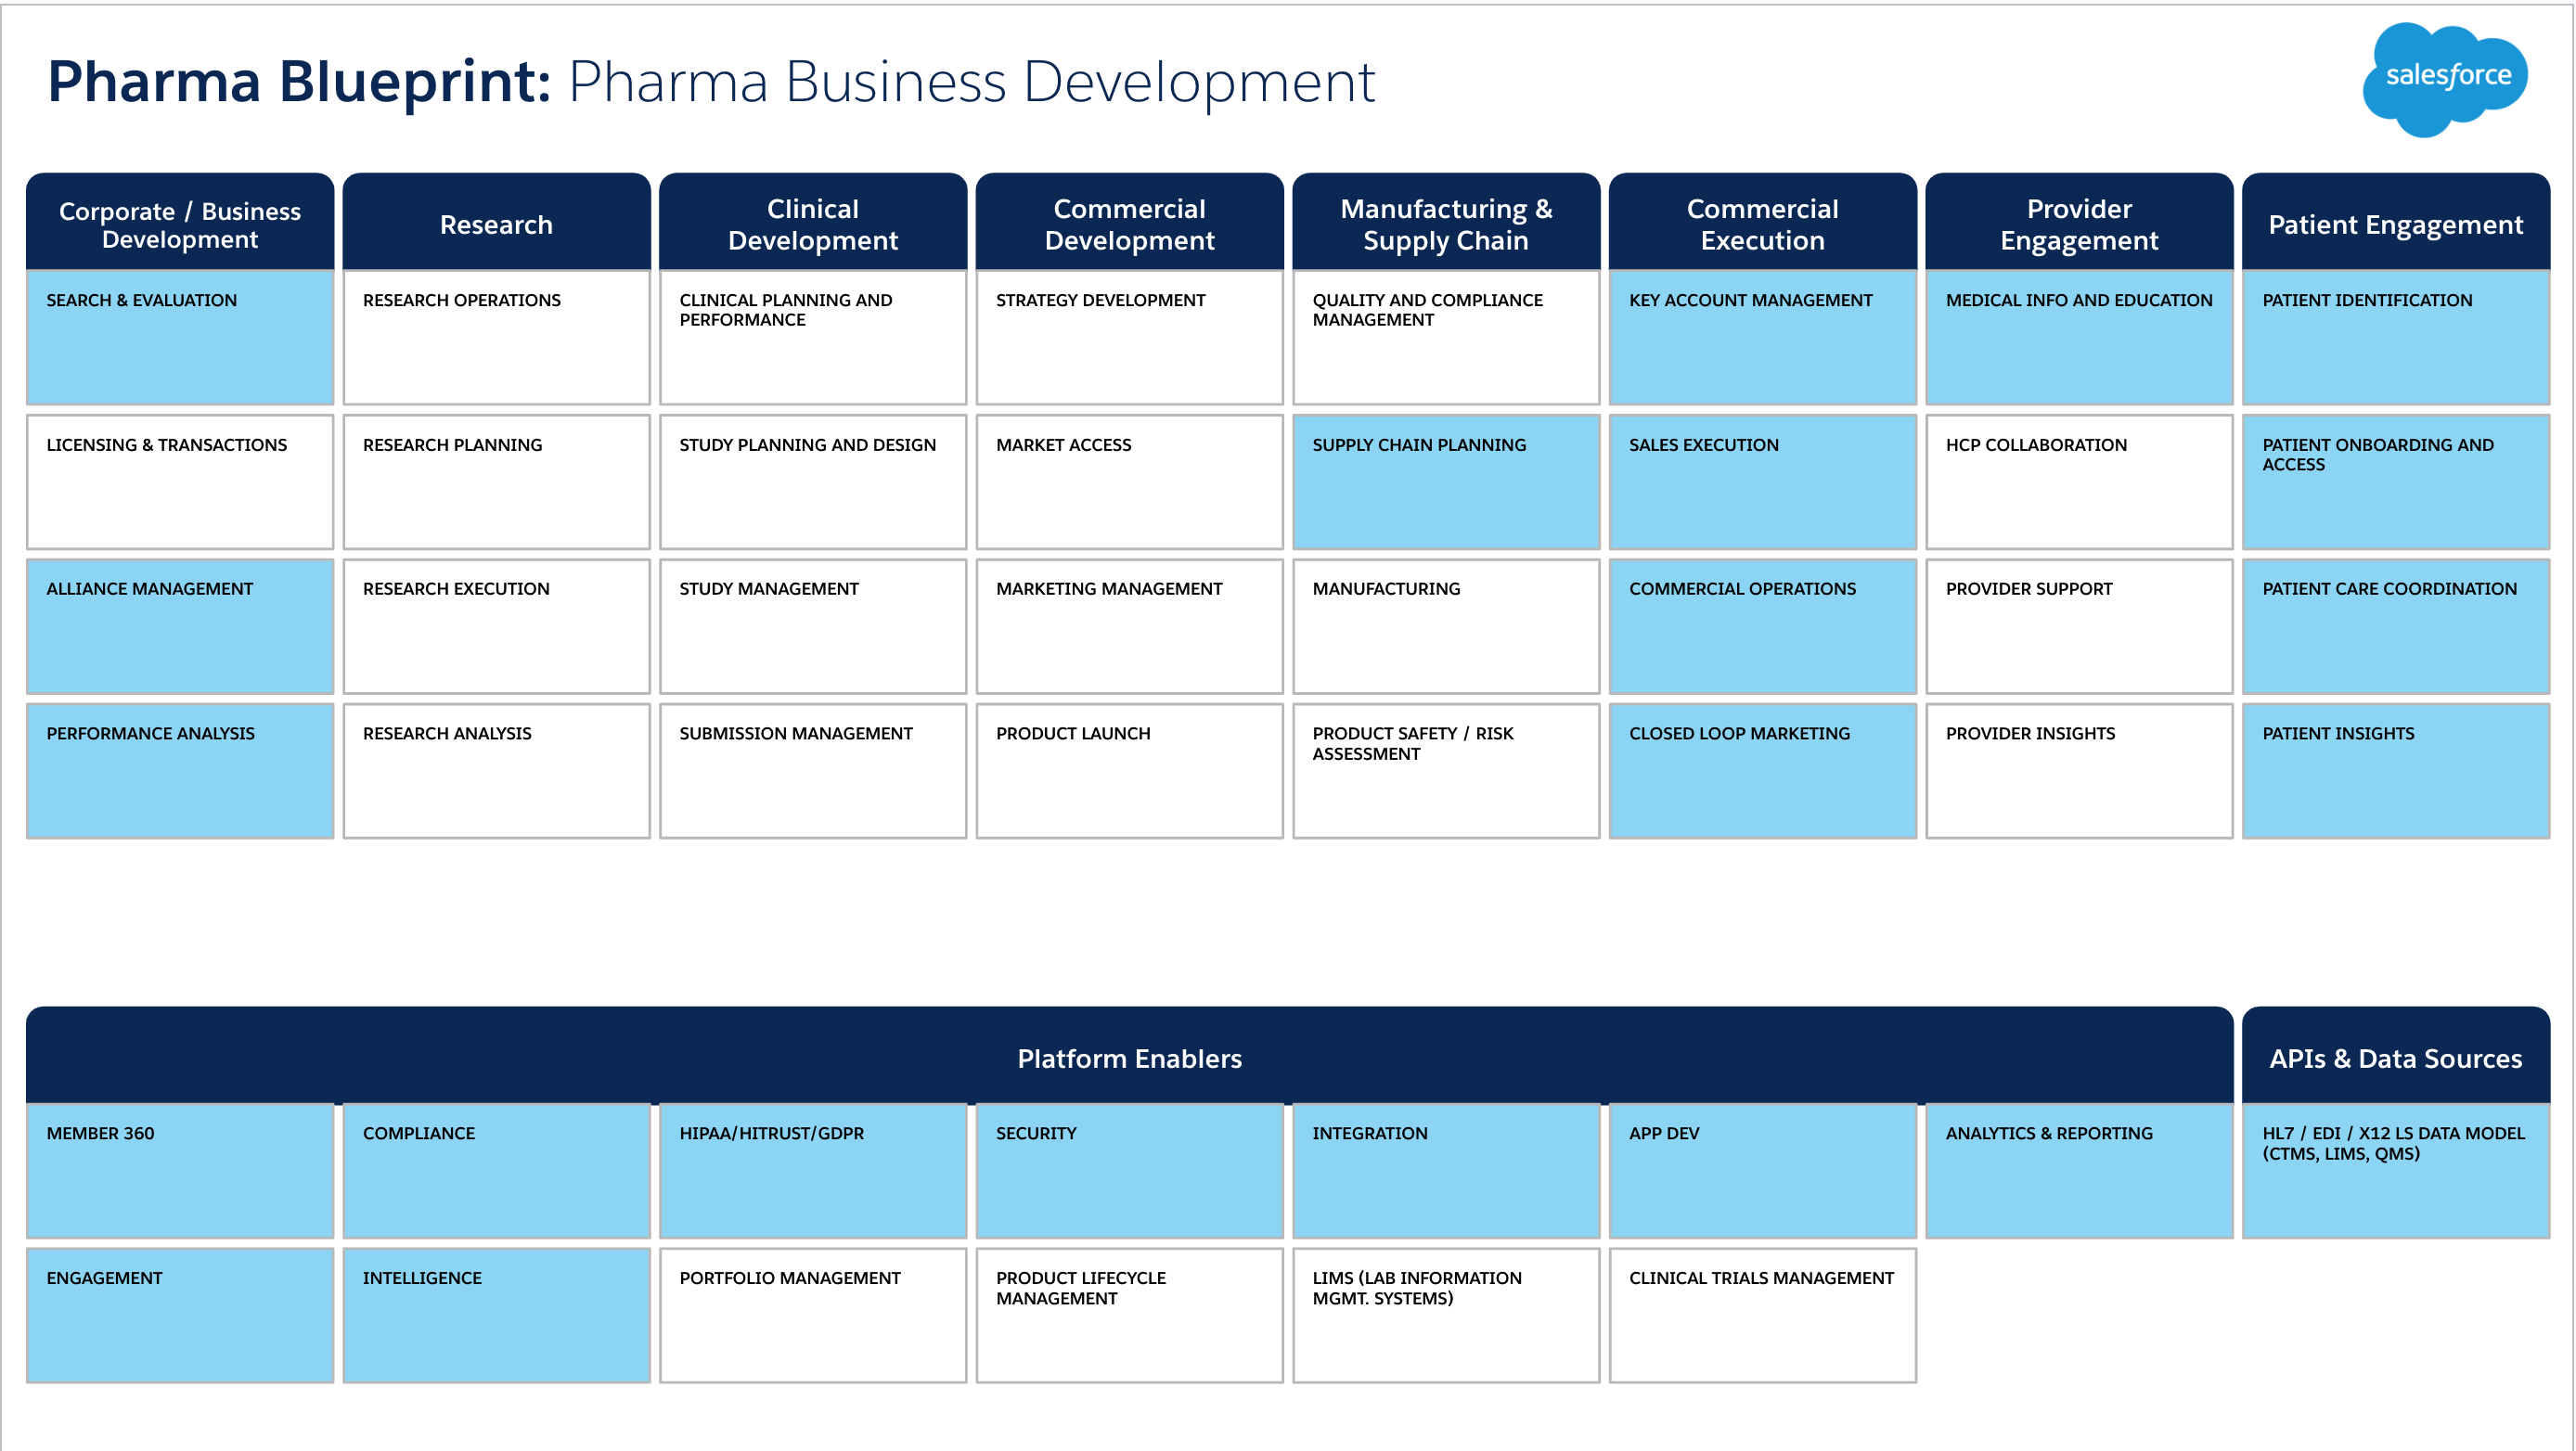 Pharma Blueprint: Pharma Business Development
salesforce
Corporate / Business
Development
Research
Clinical
Development
Commercial
Development
Manufacturing &
Supply Chain
Commercial
Execution
Provider
Engagement
Patient Engagement
SEARCH & EVALUATION
RESEARCH OPERATIONS
CLINICAL PLANNING AND
PERFORMANCE
STRATEGY DEVELOPMENT
QUALITY AND COMPLIANCE
MANAGEMENT
KEY ACCOUNT MANAGEMENT
MEDICAL INFO AND EDUCATION
PATIENT IDENTIFICATION
LICENSING & TRANSACTIONS
RESEARCH PLANNING
STUDY PLANNING AND DESIGN
MARKET ACCESS
SUPPLY CHAIN PLANNING
SALES EXECUTION
HCP COLLABORATION
PATIENT ONBOARDING AND
ACCESS
ALLIANCE MANAGEMENT
RESEARCH EXECUTION
STUDY MANAGEMENT
MARKETING MANAGEMENT
MANUFACTURING
COMMERCIAL OPERATIONS
PROVIDER SUPPORT
PATIENT CARE COORDINATION
PERFORMANCE ANALYSIS
RESEARCH ANALYSIS
SUBMISSION MANAGEMENT
PRODUCT LAUNCH
PRODUCT SAFETY / RISK
ASSESSMENT
CLOSED LOOP MARKETING
PROVIDER INSIGHTS
PATIENT INSIGHTS
Platform Enablers
APIs & Data Sources
MEMBER 360
COMPLIANCE
HIPAA/HITRUST/GDPR
SECURITY
INTEGRATION
APP DEV
ANALYTICS & REPORTING
HL7 / EDI / X12 LS DATA MODEL
(CTMS, LIMS, QMS)
ENGAGEMENT
INTELLIGENCE
PORTFOLIO MANAGEMENT
PRODUCT LIFECYCLE
MANAGEMENT
LIMS (LAB INFORMATION
MGMT. SYSTEMS)
CLINICAL TRIALS MANAGEMENT